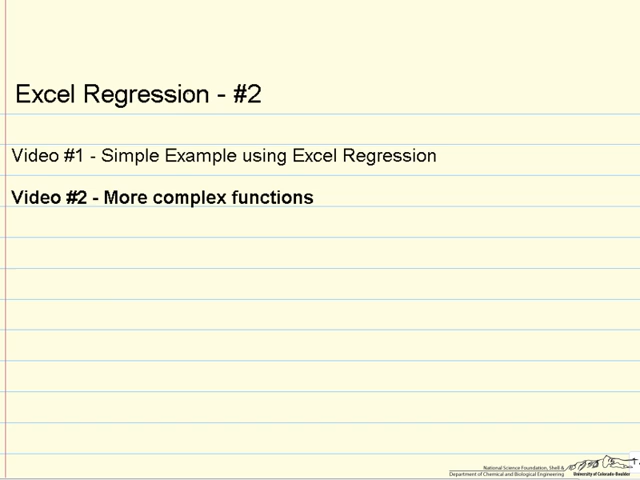 Excel Regression - #2
Video #1 - Simple Example using Excel Regression
Video #2 - More complex functions
National Science Foundation, Shell &
Department of Chemical and Biological Engineering
University of Colorado Boulder